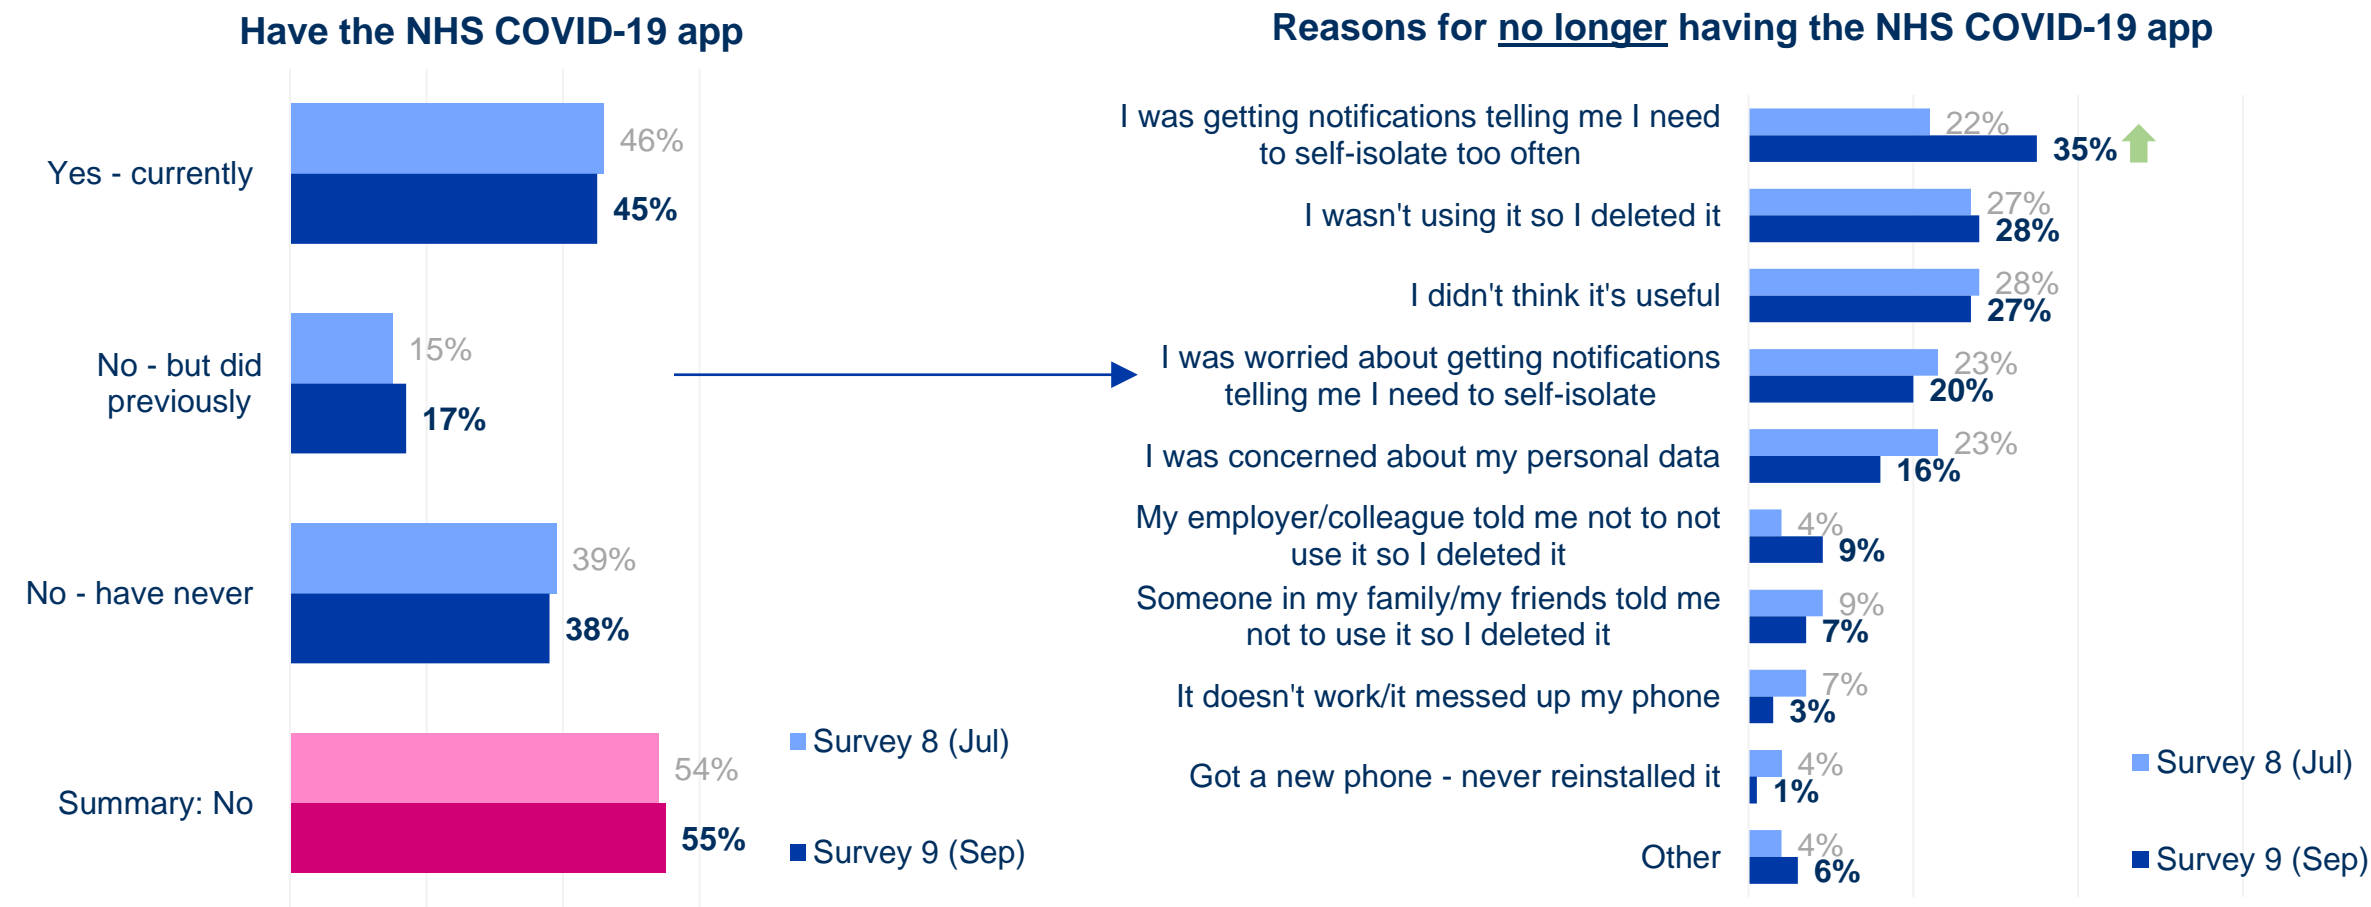 Have the NHS COVID-19 app
Yes - currently
46%
45%
No - but did
previously
15%
17%
No - have never
39%
38%
Summary: No
54%
55%
Survey 8 (Jul)
Survey 9 (Sep)
Reasons for no longer having the NHS COVID-19 app
I was getting notifications telling me I need
to self-isolate too often
22%
35%
I wasn't using it so I deleted it
27%
28%
I didn't think it's useful
28%
27%
I was worried about getting notifications
telling me I need to self-isolate
23%
20%
I was concerned about my personal data
23%
16%
My employer/colleague told me not to not
use it so I deleted it
4%
9%
Someone in my family/my friends told me
not to use it so I deleted it
9%
7%
It doesn't work/it messed up my phone
7%
3%
Got a new phone - never reinstalled it
4%
1%
Other
4%
6%
Survey 8 (Jul)
Survey 9 (Sep)